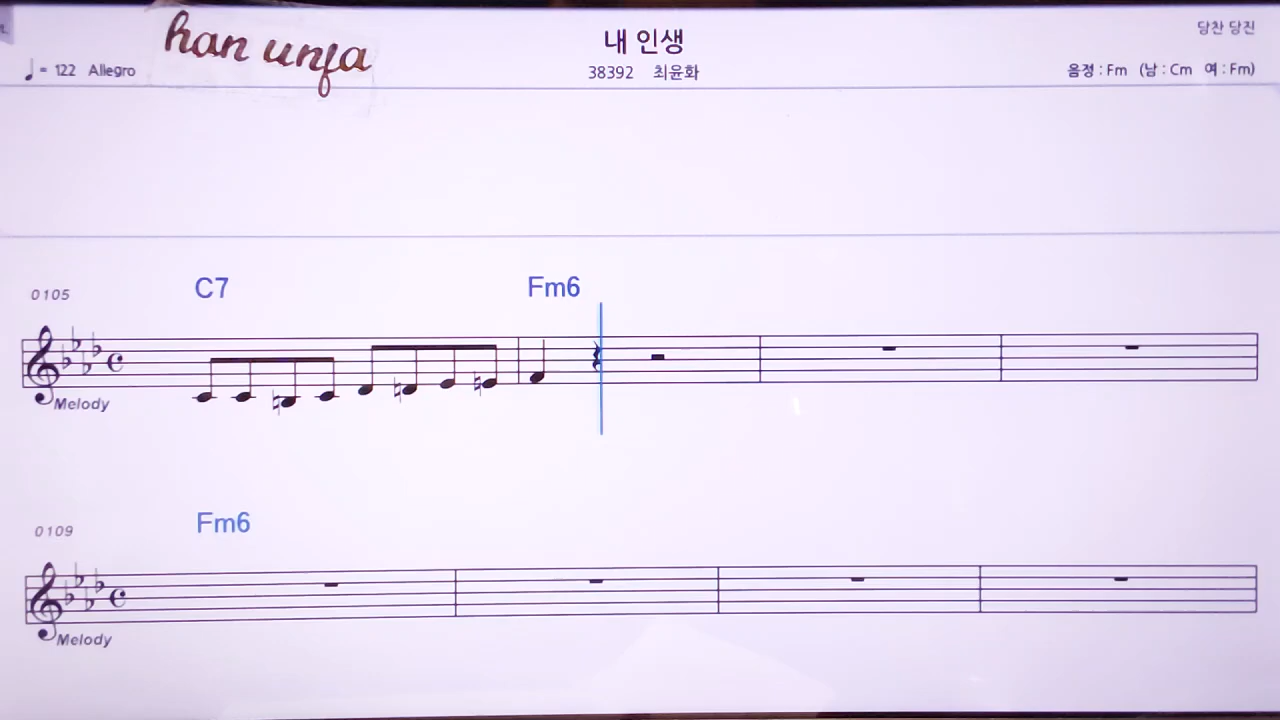 han unja
내 인생
당찬 당진
♩ = 122 Allegro
38392 최윤화
음정 : Fm (남 : Cm 여 : Fm)
C7 Fm6
0105
Melody
Fm6
0109
Melody